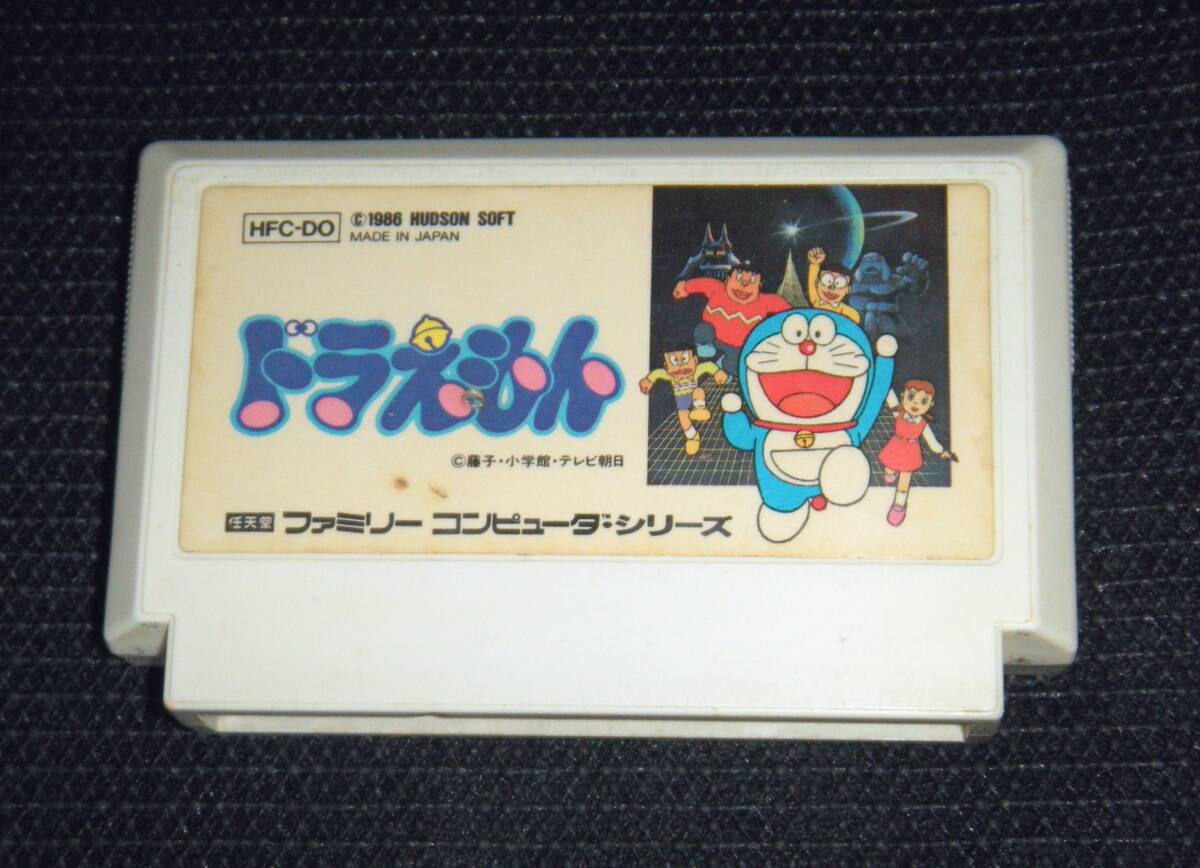 HFC-DO
©1986 HUDSON SOFT
MADE IN JAPAN
ドラえもん
©藤子・小学館・テレビ朝日
任天堂 ファミリー コンピュータ™・シリーズ